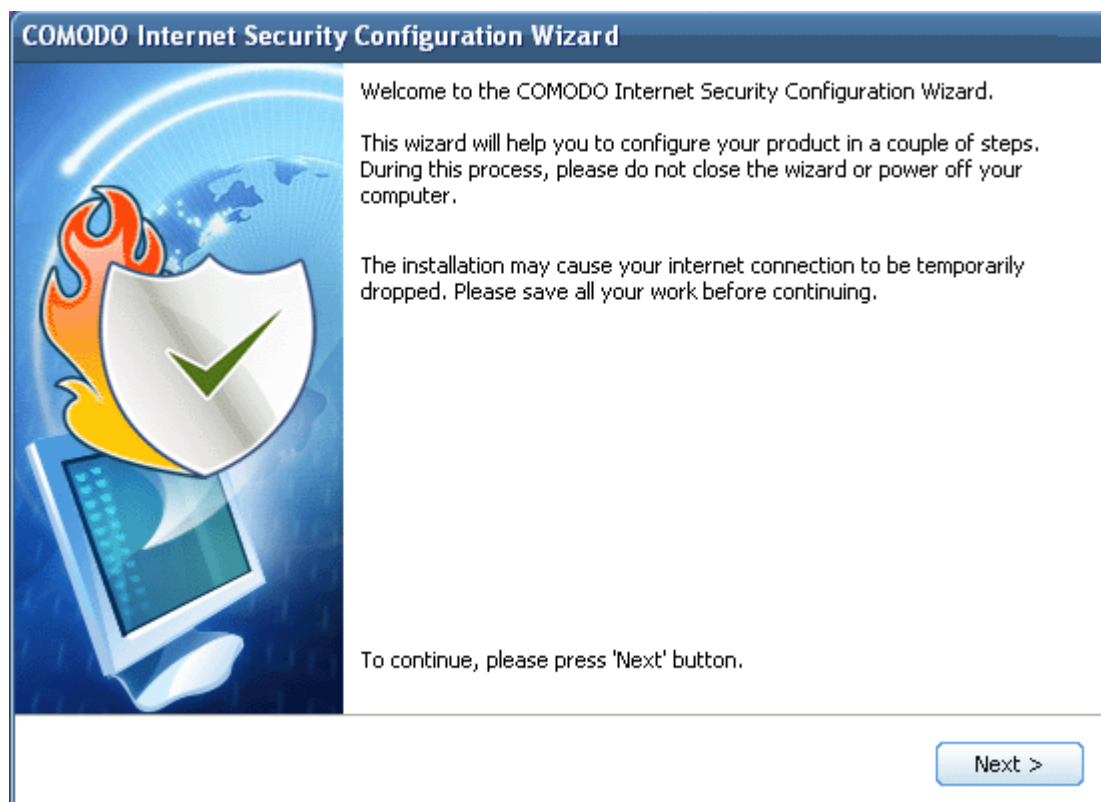 COMODO Internet Security Configuration Wizard
Welcome to the COMODO Internet Security Configuration Wizard.
This wizard will help you to configure your product in a couple of steps.
During this process, please do not close the wizard or power off your
computer.
The installation may cause your internet connection to be temporarily
dropped. Please save all your work before continuing.
To continue, please press 'Next' button.
Next >